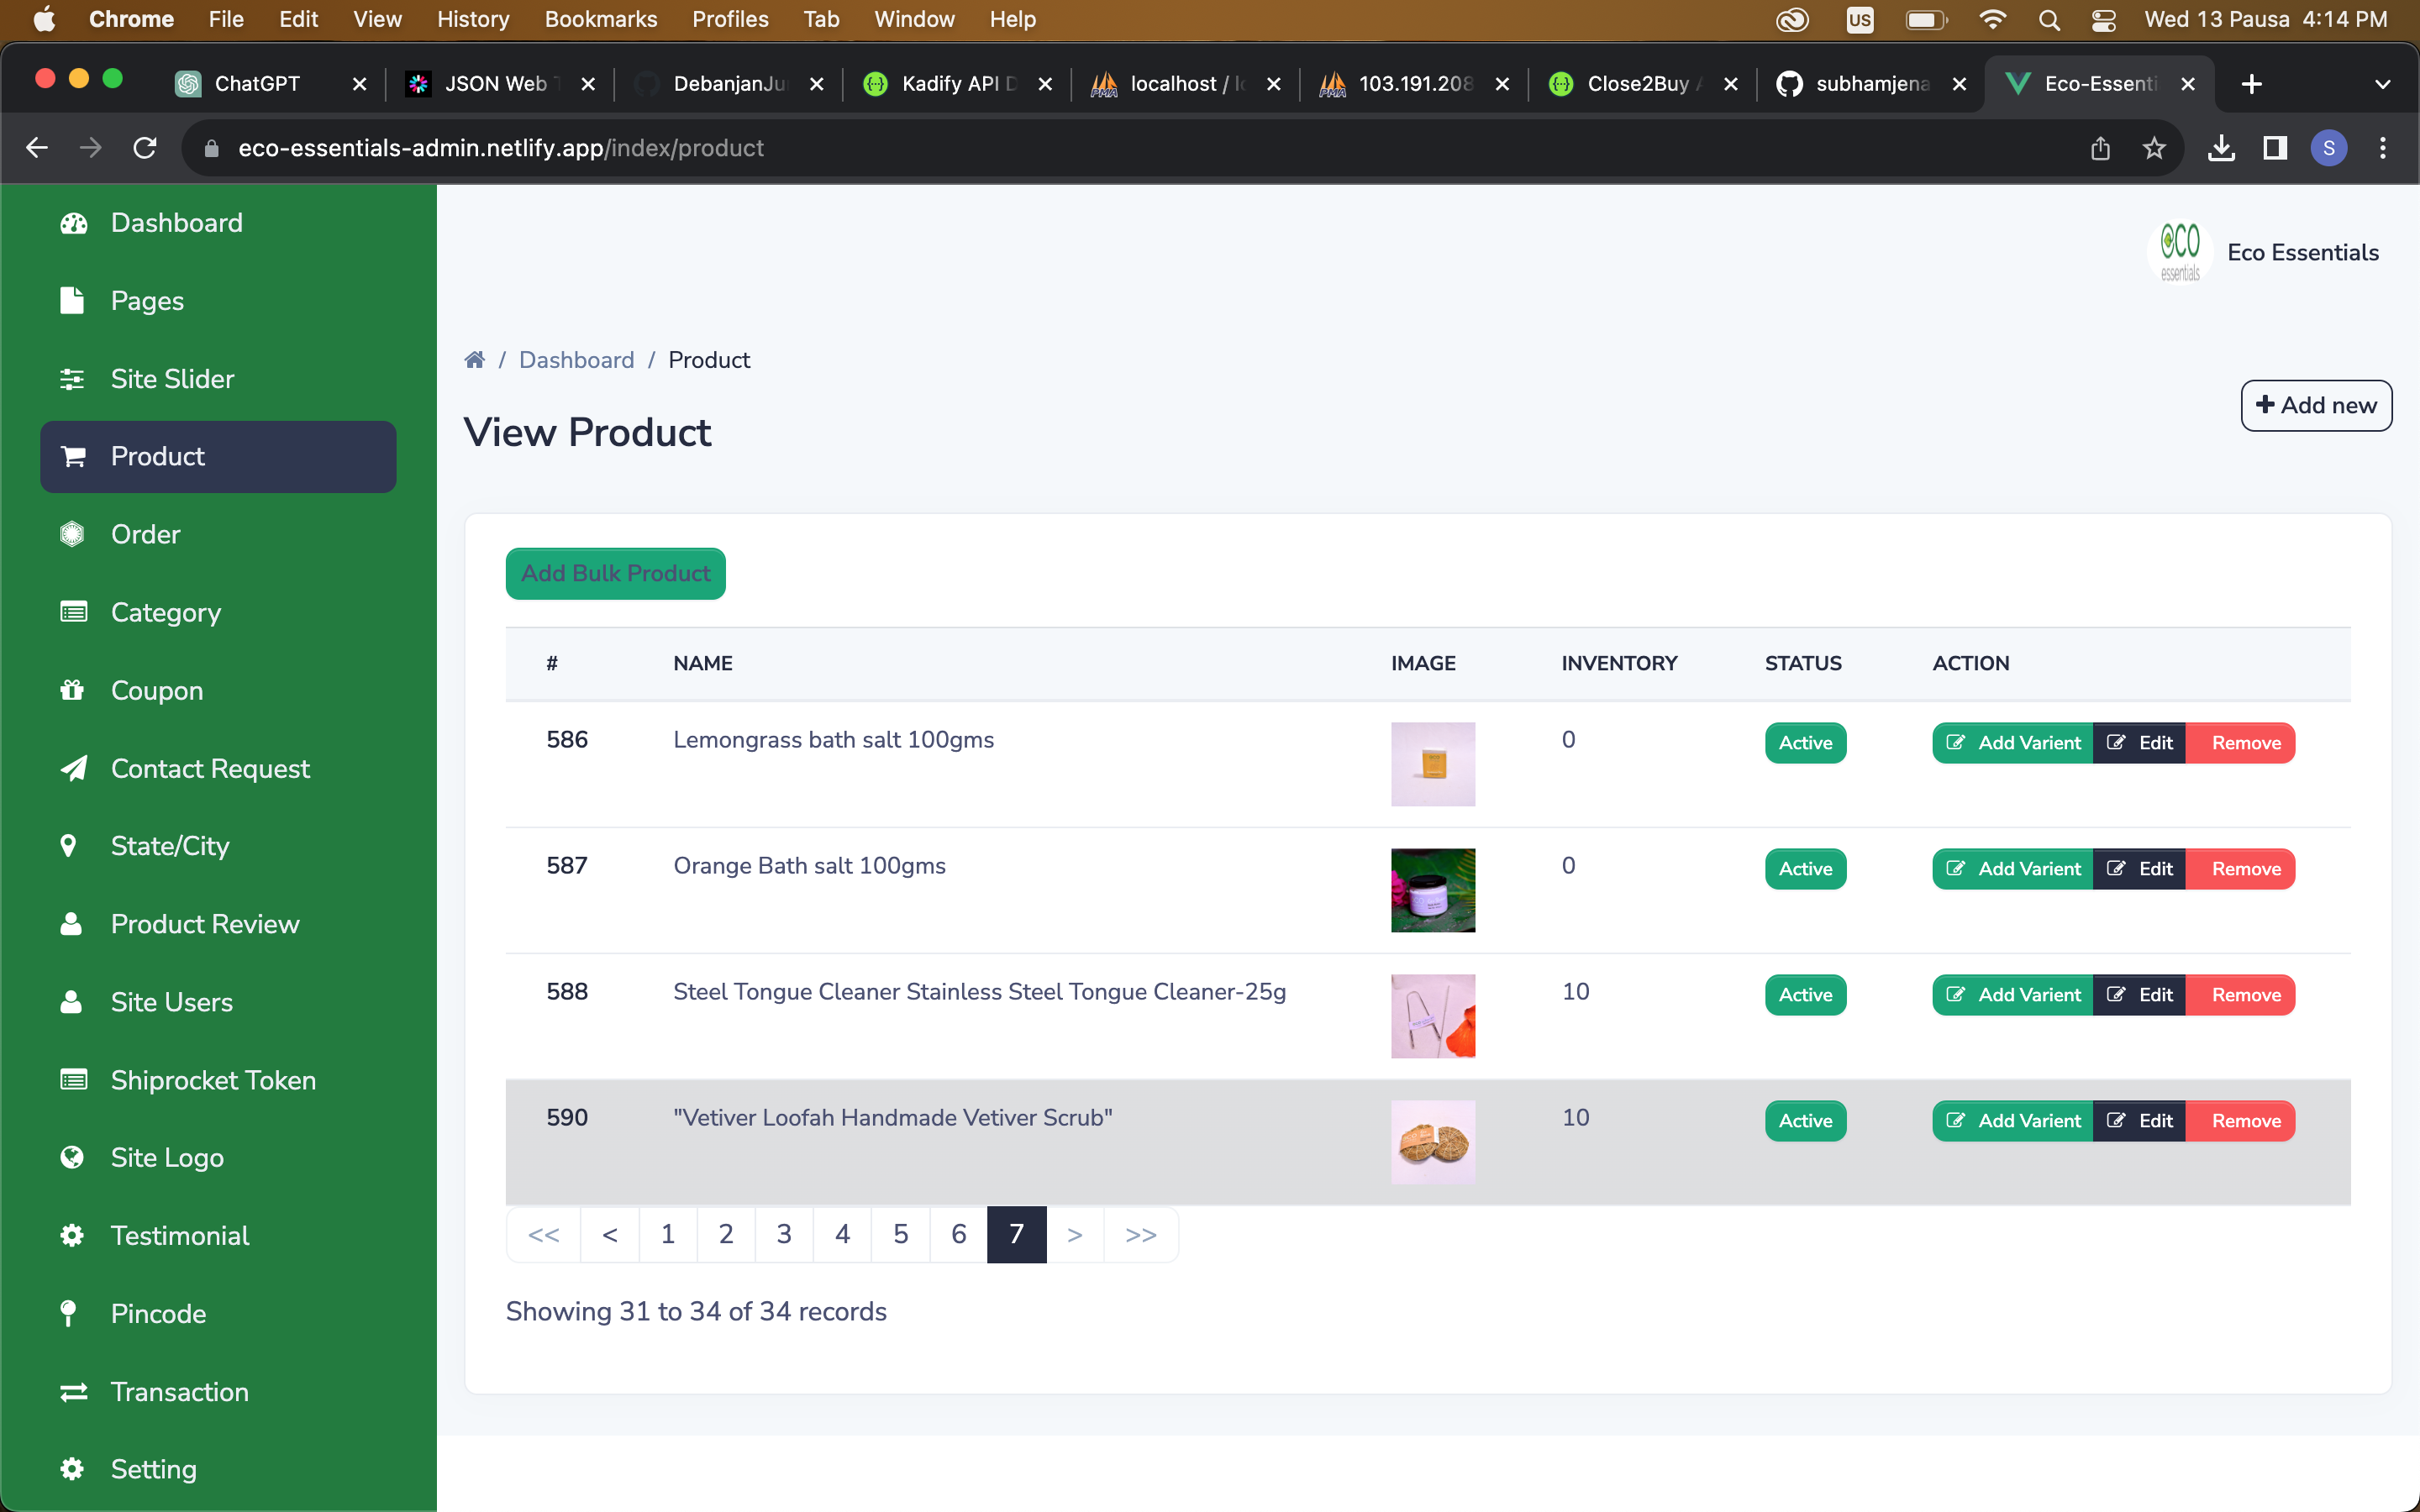 Chrome File Edit View History Bookmarks Profiles Tab Window Help US Wed 13 Pausa 4:14 PM
ChatGPT JSON Web DebanjanJu Kadify API D localhost / lo 103.191.208 Close2Buy A subhamjena Eco-Essenti
eco-essentials-admin.netlify.app/index/product S
Dashboard
Pages
Site Slider
Product
Order
Category
Coupon
Contact Request
State/City
Product Review
Site Users
Shiprocket Token
Site Logo
Testimonial
Pincode
Transaction
Setting
eco
essentials
Eco Essentials
/ Dashboard / Product
View Product
Add new
Add Bulk Product
# NAME IMAGE INVENTORY STATUS ACTION
586 Lemongrass bath salt 100gms 0 Active Add Varient Edit Remove
587 Orange Bath salt 100gms 0 Active Add Varient Edit Remove
588 Steel Tongue Cleaner Stainless Steel Tongue Cleaner-25g 10 Active Add Varient Edit Remove
590 "Vetiver Loofah Handmade Vetiver Scrub" 10 Active Add Varient Edit Remove
<< < 1 2 3 4 5 6 7 > >>
Showing 31 to 34 of 34 records